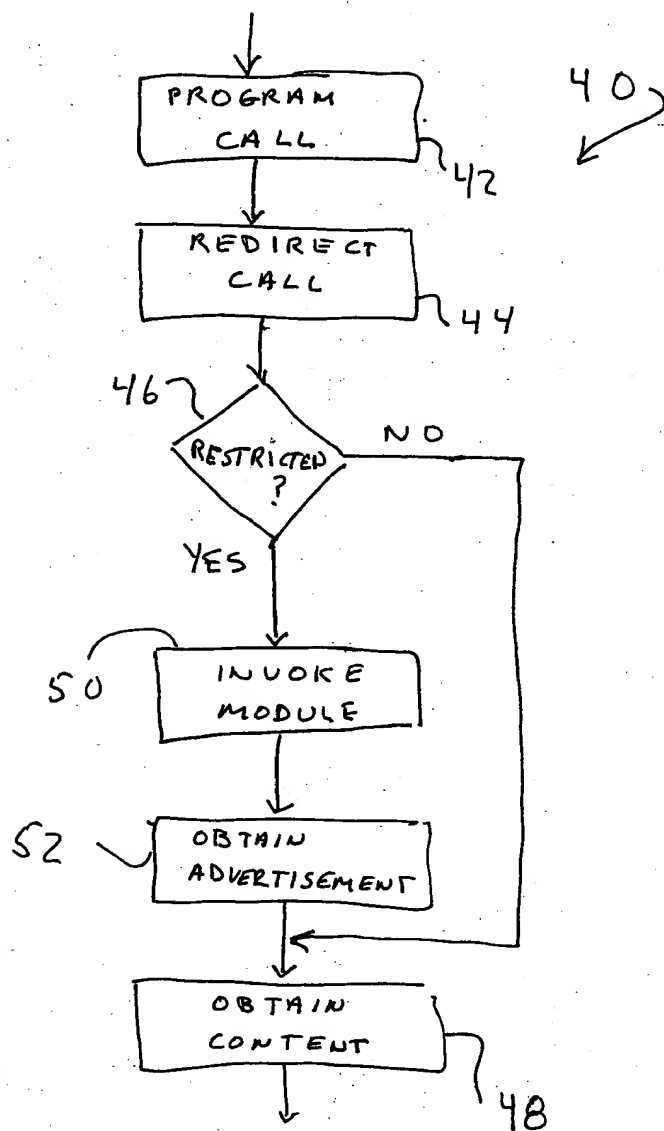 40
PROGRAM
CALL
42
REDIRECT
CALL
44
46
RESTRICTED
?
NO
YES
50
INVOKE
MODULE
52
OBTAIN
ADVERTISEMENT
OBTAIN
CONTENT
48